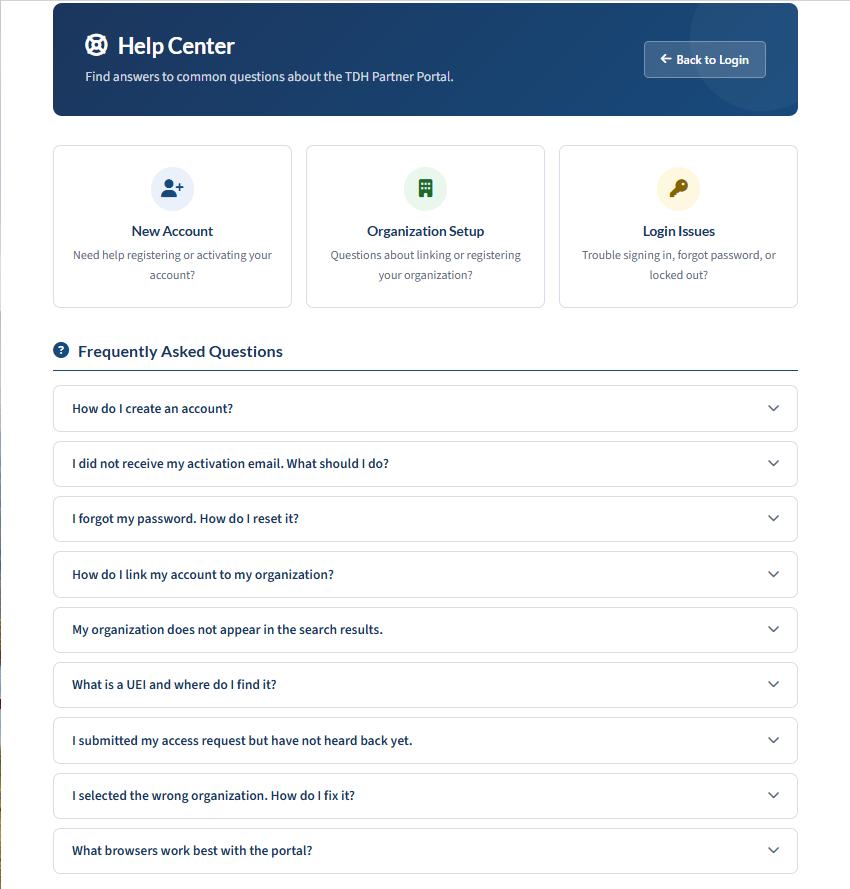 Help Center
Find answers to common questions about the TDH Partner Portal.
← Back to Login
New Account
Need help registering or activating your
account?
Organization Setup
Questions about linking or registering
your organization?
Login Issues
Trouble signing in, forgot password, or
locked out?
Frequently Asked Questions
How do I create an account?
I did not receive my activation email. What should I do?
I forgot my password. How do I reset it?
How do I link my account to my organization?
My organization does not appear in the search results.
What is a UEI and where do I find it?
I submitted my access request but have not heard back yet.
I selected the wrong organization. How do I fix it?
What browsers work best with the portal?